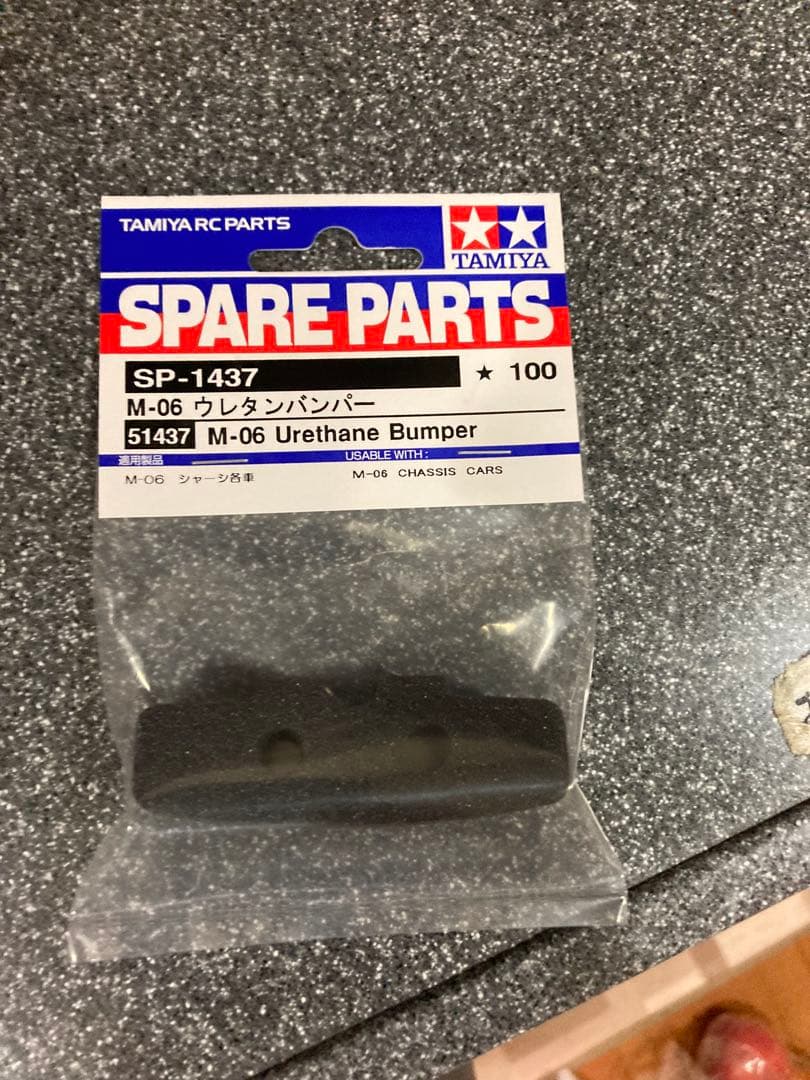 TAMIYA RC PARTS
TAMIYA
SPARE PARTS
SP-1437 ★ 100
M-06 ウレタンバンパー
51437 M-06 Urethane Bumper
適用製品 USABLE WITH :
M-06 シャーシ各車 M-06 CHASSIS CARS